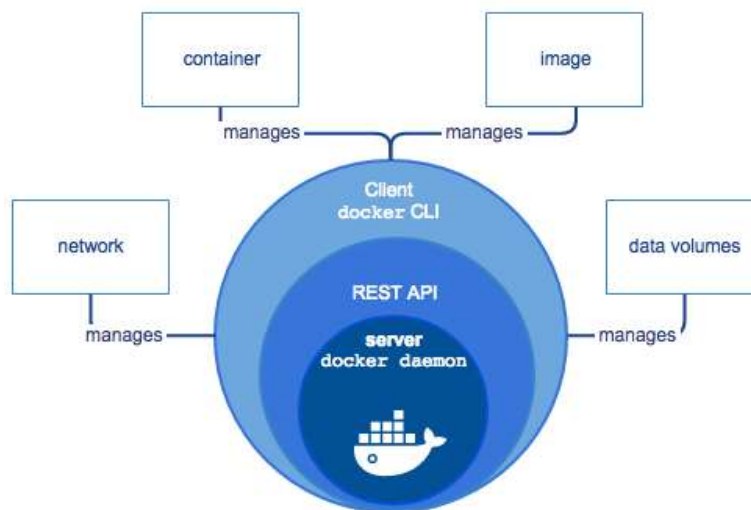 container
image
manages
manages
Client
docker CLI
network
data volumes
REST API
manages
manages
server
docker daemon